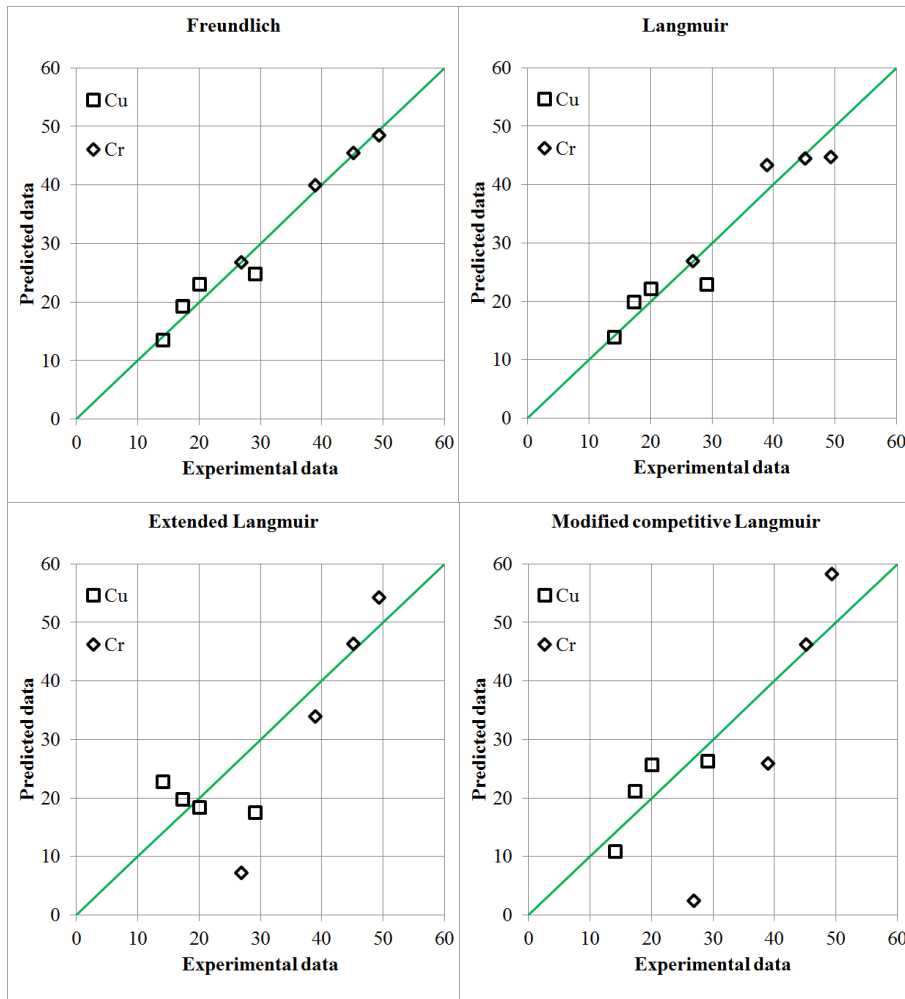 Freundlich
60
50
40
30
20
10
0
0 10 20 30 40 50 60
Predicted data
Experimental data
Cu
Cr
Langmuir
60
50
40
30
20
10
0
0 10 20 30 40 50 60
Predicted data
Experimental data
Cu
Cr
Extended Langmuir
60
50
40
30
20
10
0
0 10 20 30 40 50 60
Predicted data
Experimental data
Cu
Cr
Modified competitive Langmuir
60
50
40
30
20
10
0
0 10 20 30 40 50 60
Predicted data
Experimental data
Cu
Cr